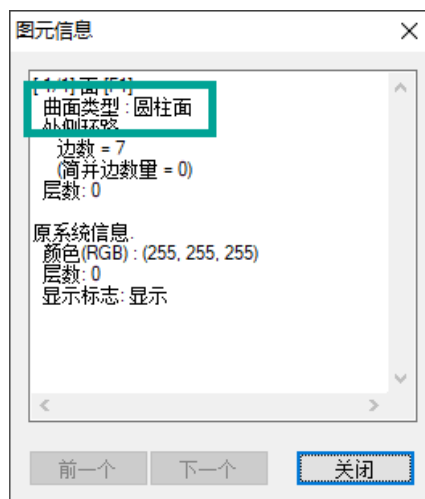 图元信息
[ 1/1] 面 [F1]
曲面类型 : 圆柱面
外侧环路
边数 = 7
(简并边数量 = 0)
层数: 0
原系统信息.
颜色(RGB) : (255, 255, 255)
层数: 0
显示标志: 显示
前一个
下一个
关闭